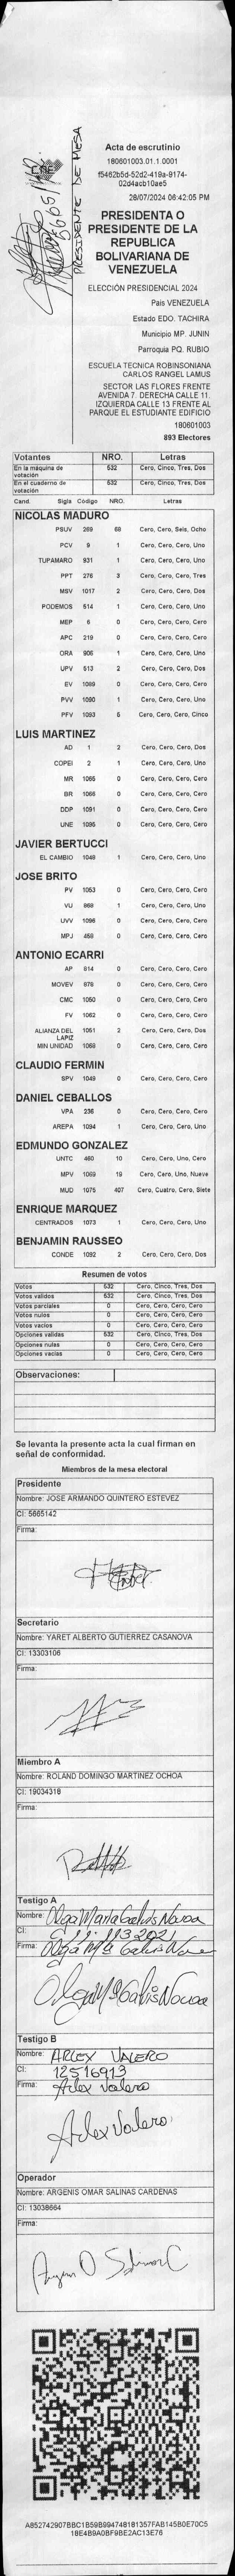 CNE
PRESIDENTE DE MESA
Acta de escrutinio
180601003.01.1.0001
f5462b5d-52d2-419a-9174-
02d4acb10ae5
28/07/2024 06:42:05 PM
PRESIDENTA O
PRESIDENTE DE LA
REPUBLICA
BOLIVARIANA DE
VENEZUELA
ELECCIÓN PRESIDENCIAL 2024
País VENEZUELA
Estado EDO. TACHIRA
Municipio MP. JUNIN
Parroquia PQ. RUBIO
ESCUELA TECNICA ROBINSONIANA
CARLOS RANGEL LAMUS
SECTOR LAS FLORES FRENTE
AVENIDA 7. DERECHA CALLE 11.
IZQUIERDA CALLE 13 FRENTE AL
PARQUE EL ESTUDIANTE EDIFICIO
180601003
893 Electores
Votantes NRO. Letras
En la máquina de votación 532 Cero, Cinco, Tres, Dos
En el cuaderno de votación 532 Cero, Cinco, Tres, Dos
Cand. Sigla Código NRO. Letras
NICOLAS MADURO
PSUV 269 68 Cero, Cero, Seis, Ocho
PCV 9 1 Cero, Cero, Cero, Uno
TUPAMARO 931 1 Cero, Cero, Cero, Uno
PPT 276 3 Cero, Cero, Cero, Tres
MSV 1017 2 Cero, Cero, Cero, Dos
PODEMOS 514 1 Cero, Cero, Cero, Uno
MEP 6 0 Cero, Cero, Cero, Cero
APC 219 0 Cero, Cero, Cero, Cero
ORA 906 1 Cero, Cero, Cero, Uno
UPV 513 2 Cero, Cero, Cero, Dos
EV 1099 0 Cero, Cero, Cero, Cero
PVV 1090 1 Cero, Cero, Cero, Uno
PFV 1093 5 Cero, Cero, Cero, Cinco
LUIS MARTINEZ
AD 1 2 Cero, Cero, Cero, Dos
COPEI 2 1 Cero, Cero, Cero, Uno
MR 1065 0 Cero, Cero, Cero, Cero
BR 1066 0 Cero, Cero, Cero, Cero
DDP 1091 0 Cero, Cero, Cero, Cero
UNE 1095 0 Cero, Cero, Cero, Cero
JAVIER BERTUCCI
EL CAMBIO 1048 1 Cero, Cero, Cero, Uno
JOSE BRITO
PV 1053 0 Cero, Cero, Cero, Cero
VU 868 1 Cero, Cero, Cero, Uno
UVV 1096 0 Cero, Cero, Cero, Cero
MPJ 459 0 Cero, Cero, Cero, Cero
ANTONIO ECARRI
AP 814 0 Cero, Cero, Cero, Cero
MOVEV 879 0 Cero, Cero, Cero, Cero
CMC 1050 0 Cero, Cero, Cero, Cero
FV 1062 0 Cero, Cero, Cero, Cero
ALIANZA DEL LAPIZ 1051 2 Cero, Cero, Cero, Dos
MIN UNIDAD 1068 0 Cero, Cero, Cero, Cero
CLAUDIO FERMIN
SPV 1049 0 Cero, Cero, Cero, Cero
DANIEL CEBALLOS
VPA 236 0 Cero, Cero, Cero, Cero
AREPA 1094 1 Cero, Cero, Cero, Uno
EDMUNDO GONZALEZ
UNTC 460 10 Cero, Cero, Uno, Cero
MPV 1069 19 Cero, Cero, Uno, Nueve
MUD 1075 407 Cero, Cuatro, Cero, Siete
ENRIQUE MARQUEZ
CENTRADOS 1073 1 Cero, Cero, Cero, Uno
BENJAMIN RAUSSEO
CONDE 1092 2 Cero, Cero, Cero, Dos
Resumen de votos
Votos 532 Cero, Cinco, Tres, Dos
Votos validos 532 Cero, Cinco, Tres, Dos
Votos parciales 0 Cero, Cero, Cero, Cero
Votos nulos 0 Cero, Cero, Cero, Cero
Votos vacios 0 Cero, Cero, Cero, Cero
Opciones validas 532 Cero, Cinco, Tres, Dos
Opciones nulas 0 Cero, Cero, Cero, Cero
Opciones vacias 0 Cero, Cero, Cero, Cero
Observaciones:
Se levanta la presente acta la cual firman en
señal de conformidad.
Miembros de la mesa electoral
Presidente
Nombre: JOSE ARMANDO QUINTERO ESTEVEZ
CI: 5665142
Firma:
Secretario
Nombre: YARET ALBERTO GUTIERREZ CASANOVA
CI: 13303106
Firma:
Miembro A
Nombre: ROLAND DOMINGO MARTINEZ OCHOA
CI: 19034318
Firma:
Testigo A
Nombre: Olga Maria Galvis Novoa
CI:
Firma:
Testigo B
Nombre: ARLEX VALERO
CI: 12516913
Firma: Arlex Valero
Arlex Valero
Operador
Nombre: ARGENIS OMAR SALINAS CARDENAS
CI: 13038664
Firma:
A852742907BBC1B59B994748181357FAB145B0E70C5
1BE4B9A0BF9BE2AC13E76